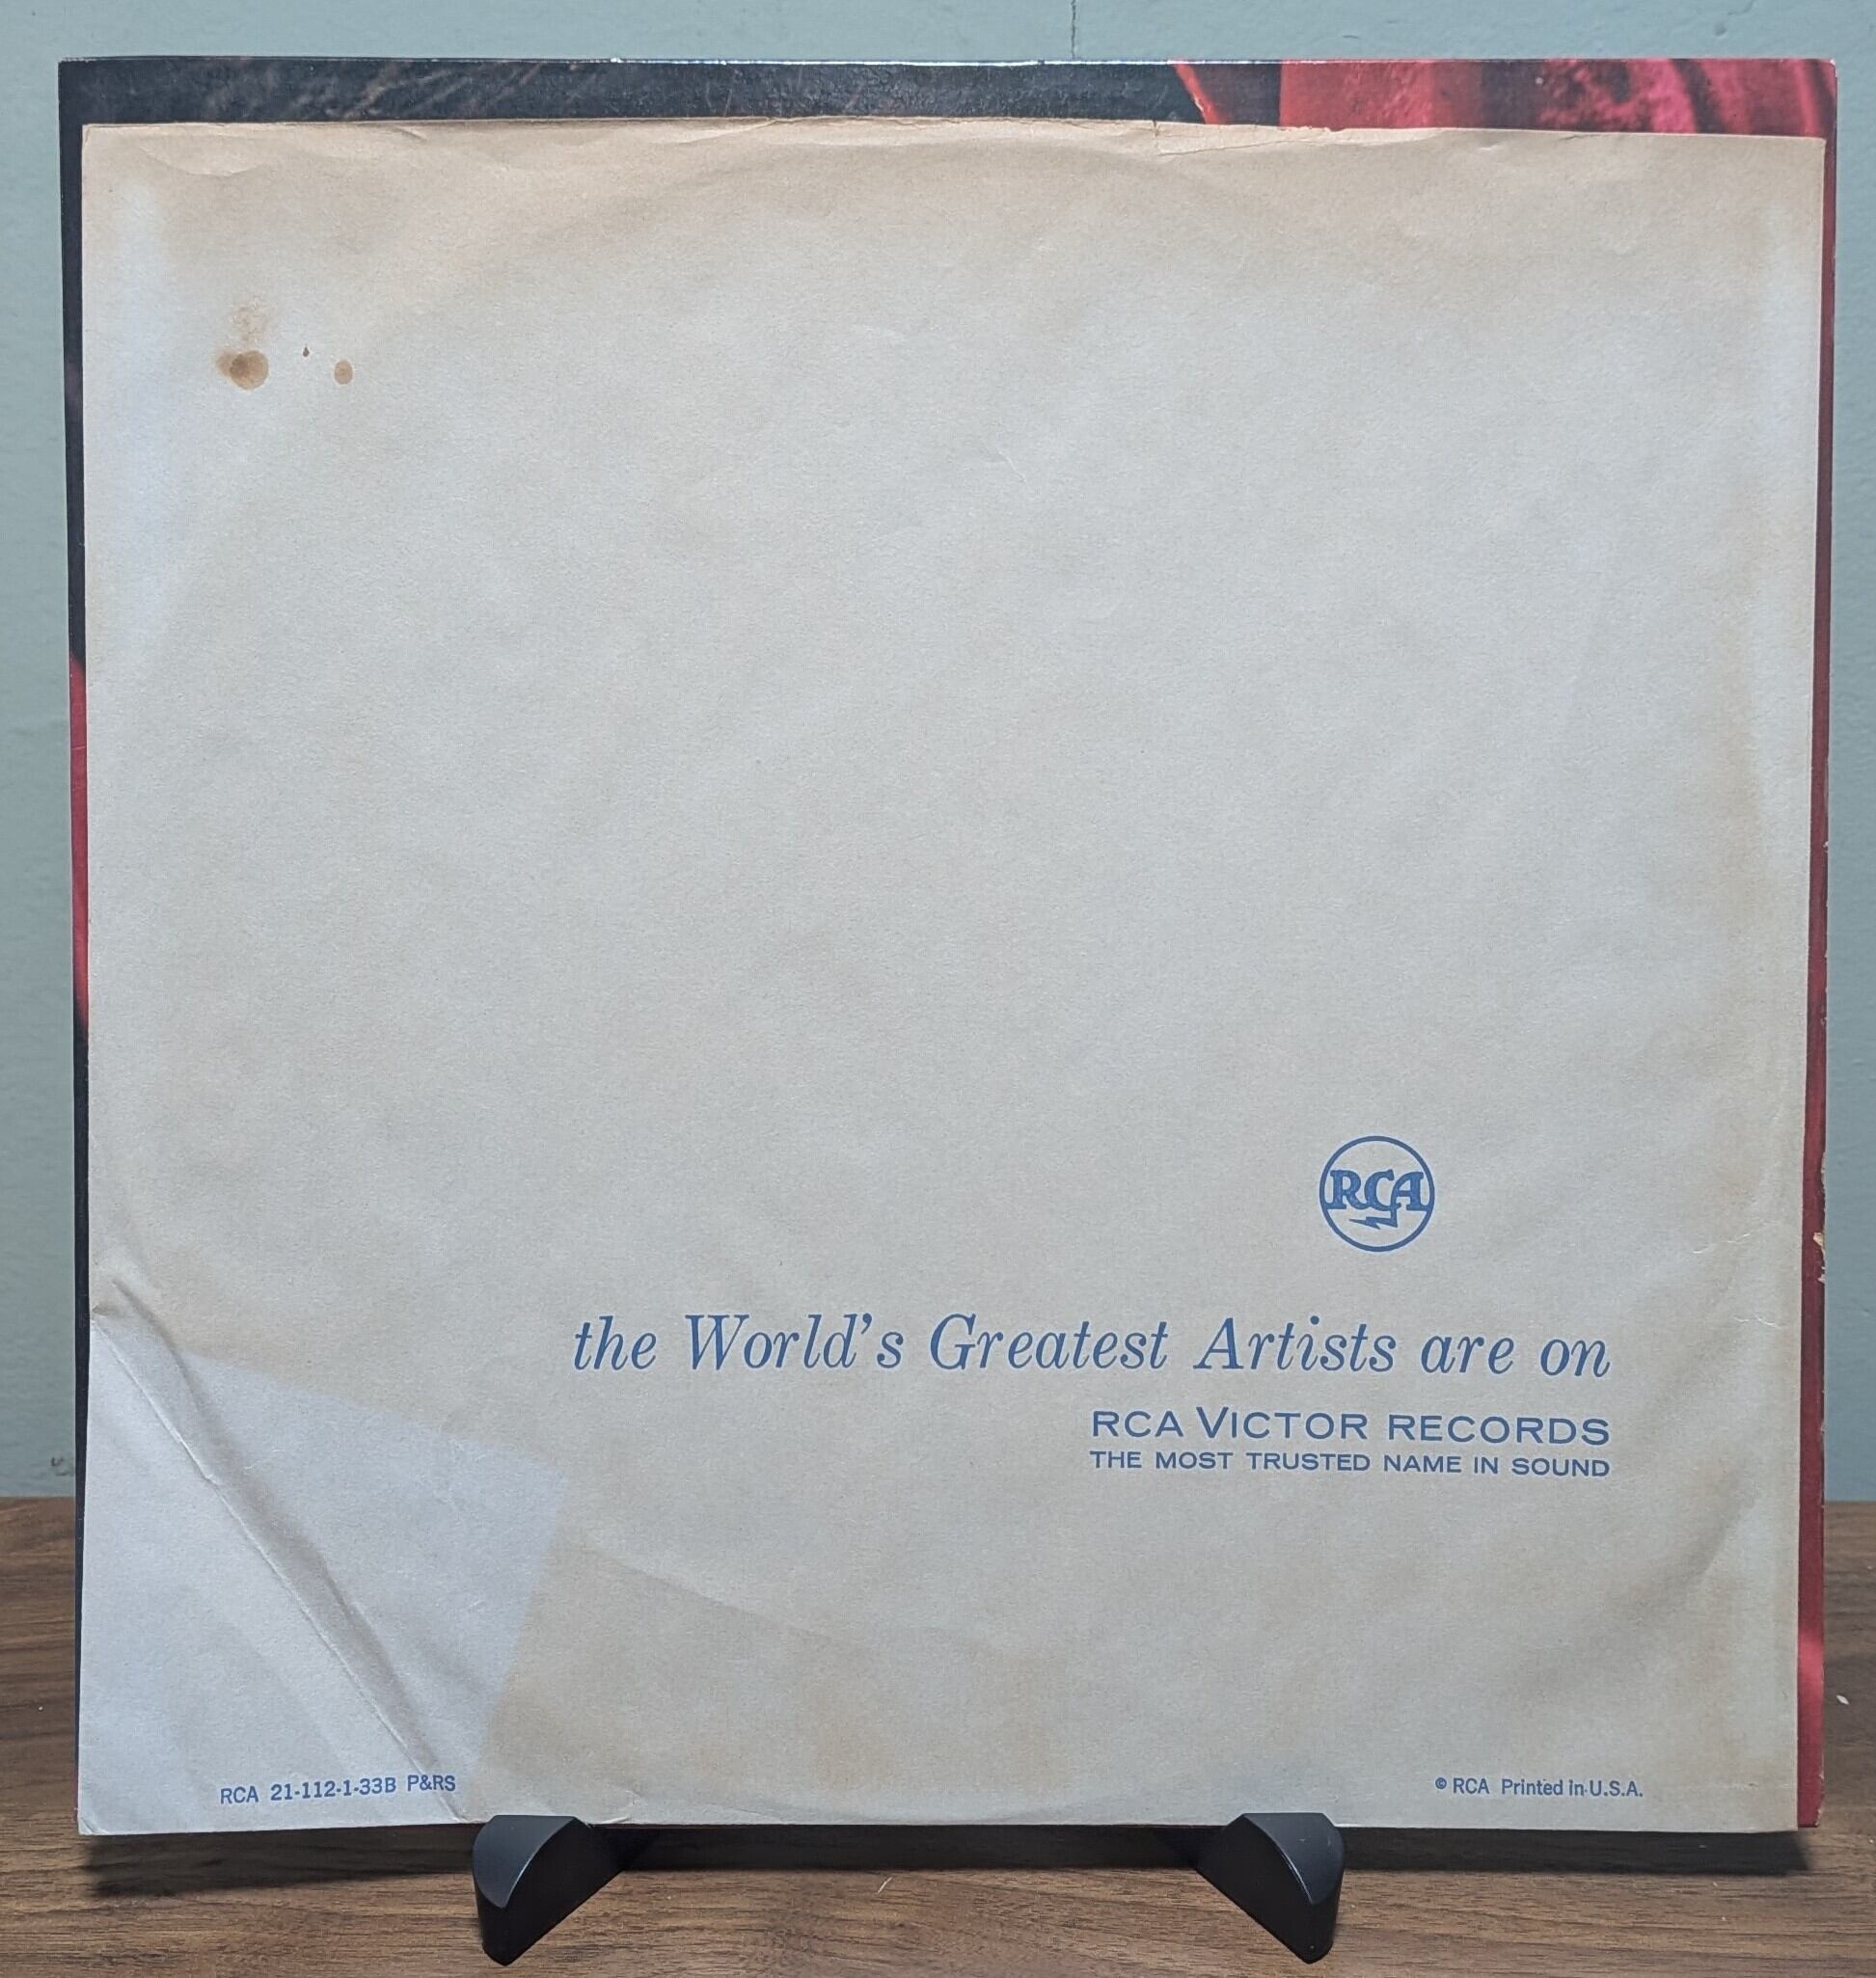 RCA
the World's Greatest Artists are on
RCA VICTOR RECORDS
THE MOST TRUSTED NAME IN SOUND
RCA 21-112-1-33B P&RS
© RCA Printed in U.S.A.